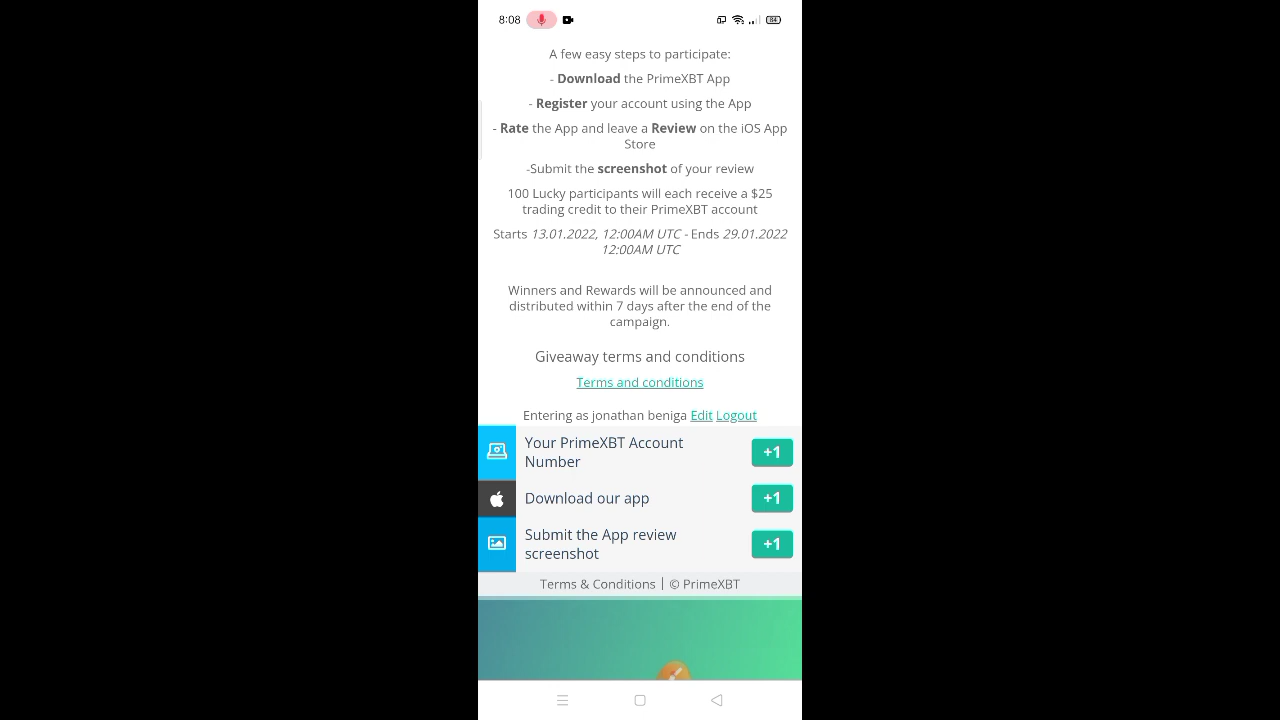 8:08
84
A few easy steps to participate:
- Download the PrimeXBT App
- Register your account using the App
- Rate the App and leave a Review on the iOS App
Store
-Submit the screenshot of your review
100 Lucky participants will each receive a $25
trading credit to their PrimeXBT account
Starts 13.01.2022, 12:00AM UTC - Ends 29.01.2022
12:00AM UTC
Winners and Rewards will be announced and
distributed within 7 days after the end of the
campaign.
Giveaway terms and conditions
Terms and conditions
Entering as jonathan beniga Edit Logout
Your PrimeXBT Account
Number
+1
Download our app
+1
Submit the App review
screenshot
+1
Terms & Conditions | © PrimeXBT